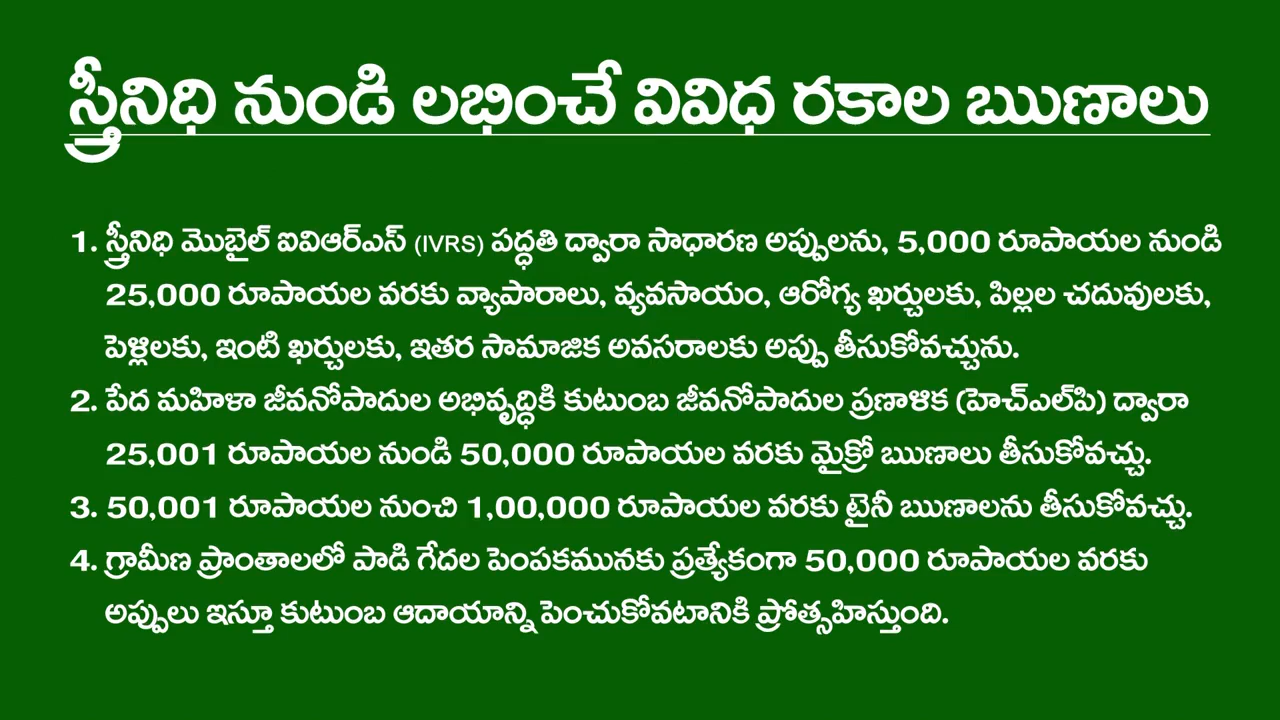 స్త్రీనిధి నుండి లభించే వివిధ రకాల ఋణాలు
1. స్త్రీనిధి మొబైల్ ఐవిఆర్ఎస్ (IVRS) పద్ధతి ద్వారా సాధారణ అప్పులను, 5,000 రూపాయల నుండి
25,000 రూపాయల వరకు వ్యాపారాలు, వ్యవసాయం, ఆరోగ్య ఖర్చులకు, పిల్లల చదువులకు,
పెళ్లిలకు, ఇంటి ఖర్చులకు, ఇతర సామాజిక అవసరాలకు అప్పు తీసుకోవచ్చును.
2. పేద మహిళా జీవనోపాదుల అభివృద్ధికి కుటుంబ జీవనోపాదుల ప్రణాళిక (హెచ్ఎల్‌పి) ద్వారా
25,001 రూపాయల నుండి 50,000 రూపాయల వరకు మైక్రో ఋణాలు తీసుకోవచ్చు.
3. 50,001 రూపాయల నుంచి 1,00,000 రూపాయల వరకు టైనీ ఋణాలను తీసుకోవచ్చు.
4. గ్రామీణ ప్రాంతాలలో పాడి గేదల పెంపకమునకు ప్రత్యేకంగా 50,000 రూపాయల వరకు
అప్పులు ఇస్తూ కుటుంబ ఆదాయాన్ని పెంచుకోవటానికి ప్రోత్సహిస్తుంది.